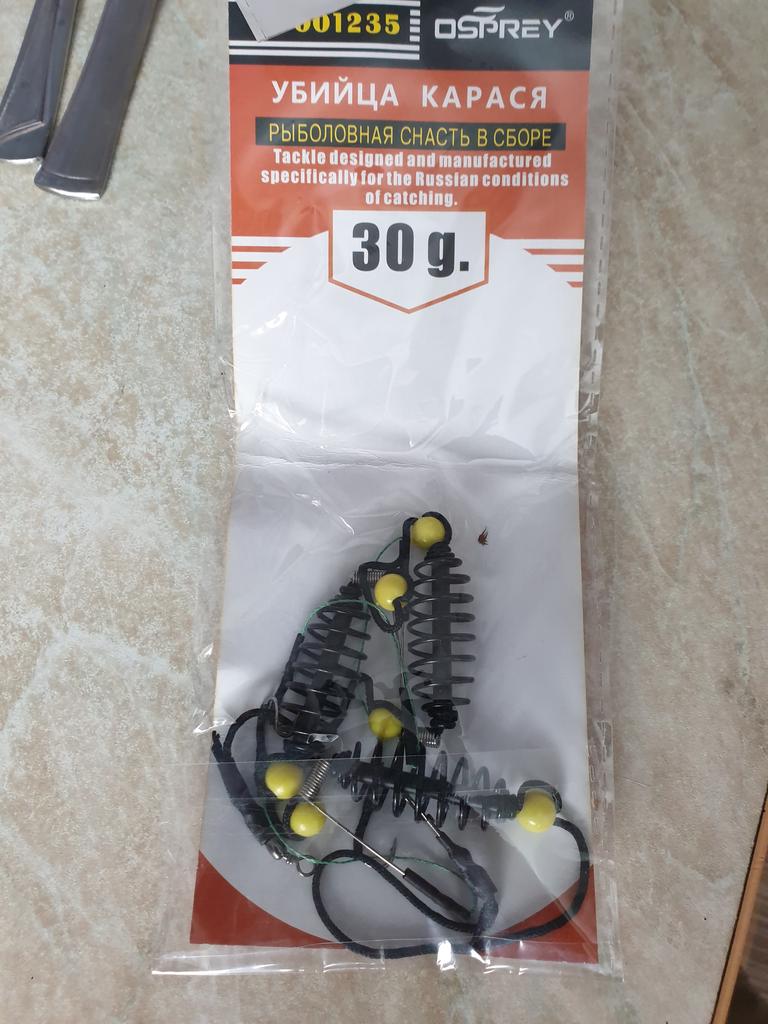 001235 OSPREY®
УБИЙЦА КАРАСЯ
РЫБОЛОВНАЯ СНАСТЬ В СБОРЕ
Tackle designed and manufactured
specifically for the Russian conditions
of catching.
30 g.